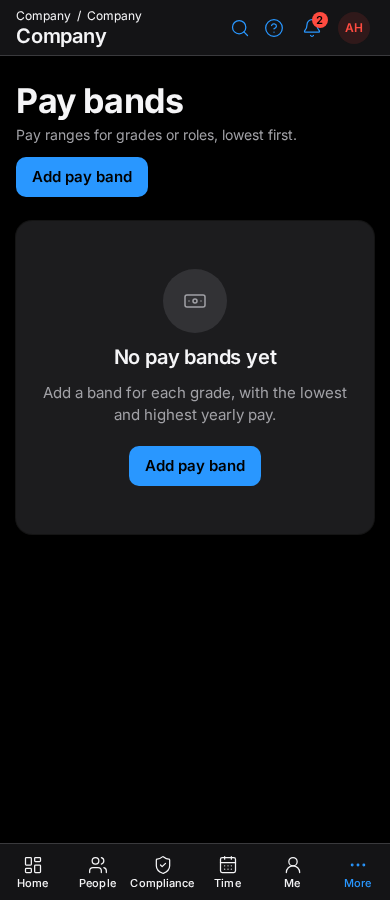 Company / Company
Company
2
AH
Pay bands
Pay ranges for grades or roles, lowest first.
Add pay band
No pay bands yet
Add a band for each grade, with the lowest
and highest yearly pay.
Add pay band
Home
People
Compliance
Time
Me
More